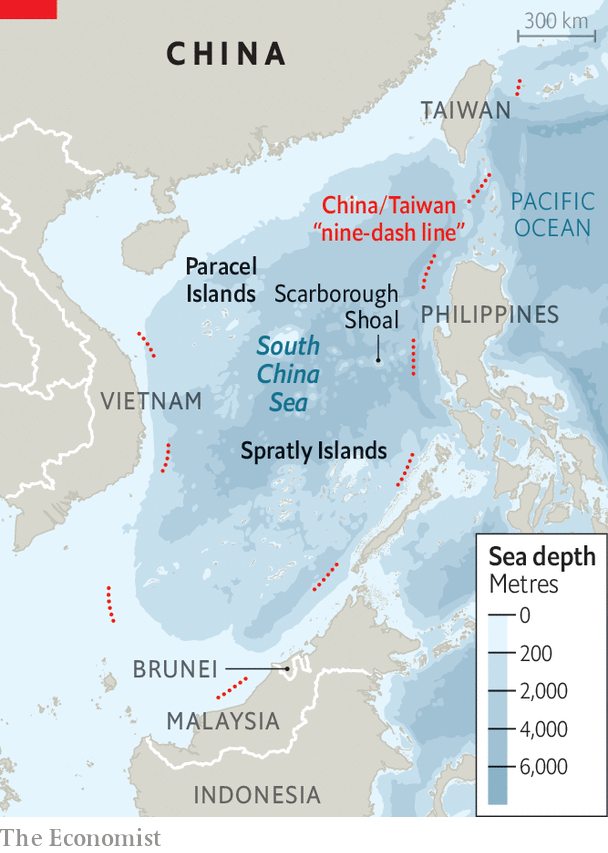 300 km
CHINA
TAIWAN
China/Taiwan
“nine-dash line”
PACIFIC
OCEAN
Paracel
Islands
Scarborough
Shoal
PHILIPPINES
South
China
Sea
VIETNAM
Spratly Islands
Sea depth
Metres
0
200
2,000
4,000
6,000
BRUNEI
MALAYSIA
INDONESIA
The Economist